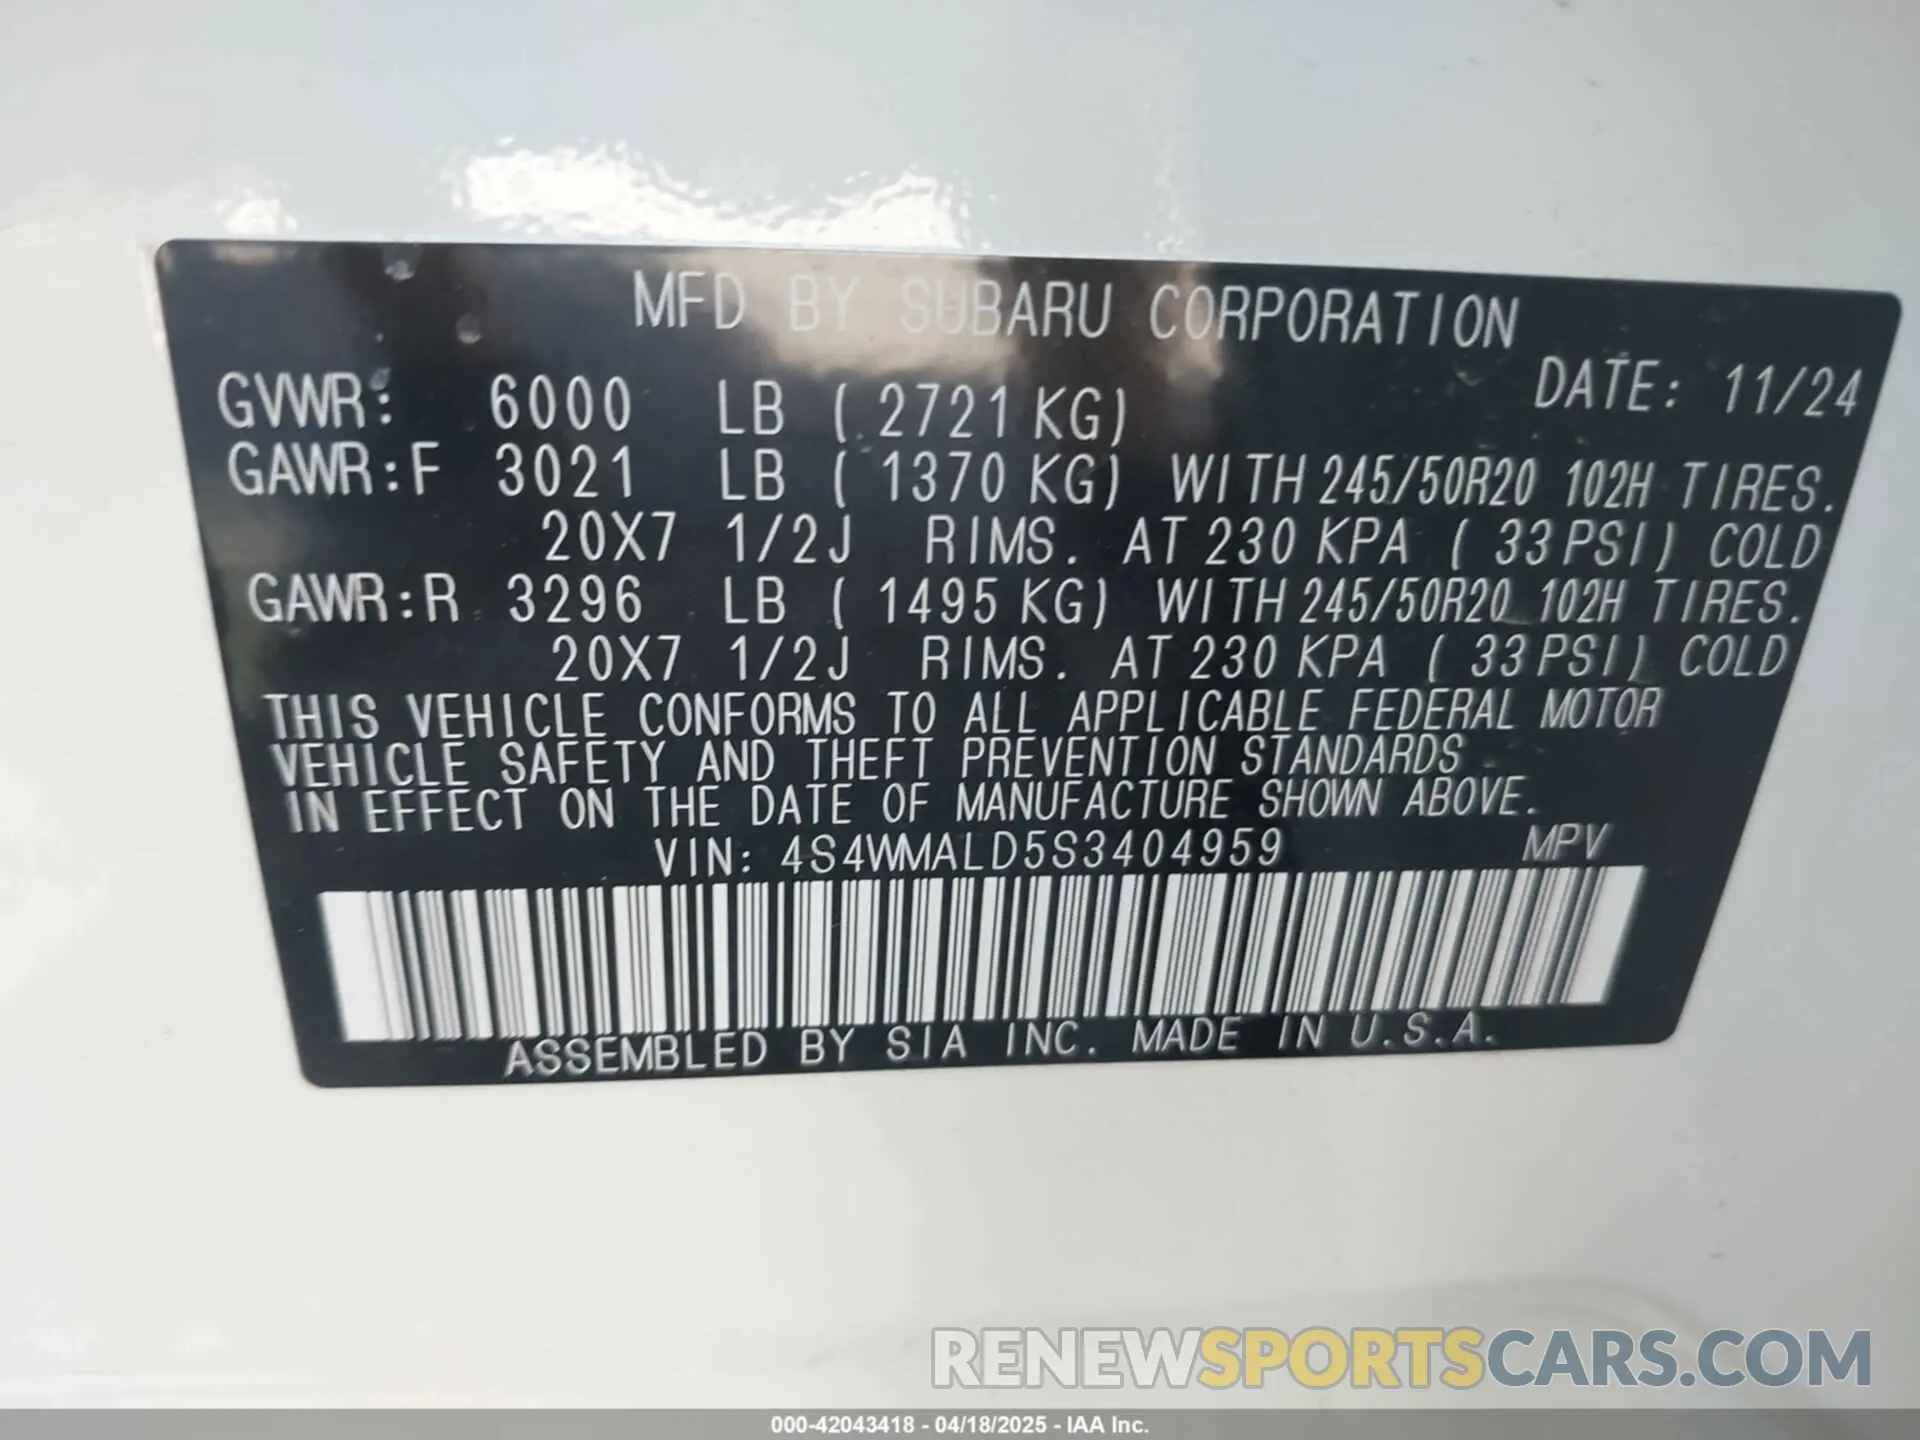 MFD BY SUBARU CORPORATION
DATE: 11/24
GVWR: 6000 LB ( 2721 KG)
GAWR:F 3021 LB ( 1370 KG) WITH 245/50R20 102H TIRES.
20X7 1/2J RIMS. AT 230 KPA ( 33 PSI) COLD
GAWR:R 3296 LB ( 1495 KG) WITH 245/50R20 102H TIRES.
20X7 1/2J RIMS. AT 230 KPA ( 33 PSI) COLD
THIS VEHICLE CONFORMS TO ALL APPLICABLE FEDERAL MOTOR
VEHICLE SAFETY AND THEFT PREVENTION STANDARDS
IN EFFECT ON THE DATE OF MANUFACTURE SHOWN ABOVE.
VIN: 4S4WMALD5S3404959 MPV
ASSEMBLED BY SIA INC. MADE IN U.S.A.
RENEWSPORTSCARS.COM
000-42043418 - 04/18/2025 - IAA Inc.